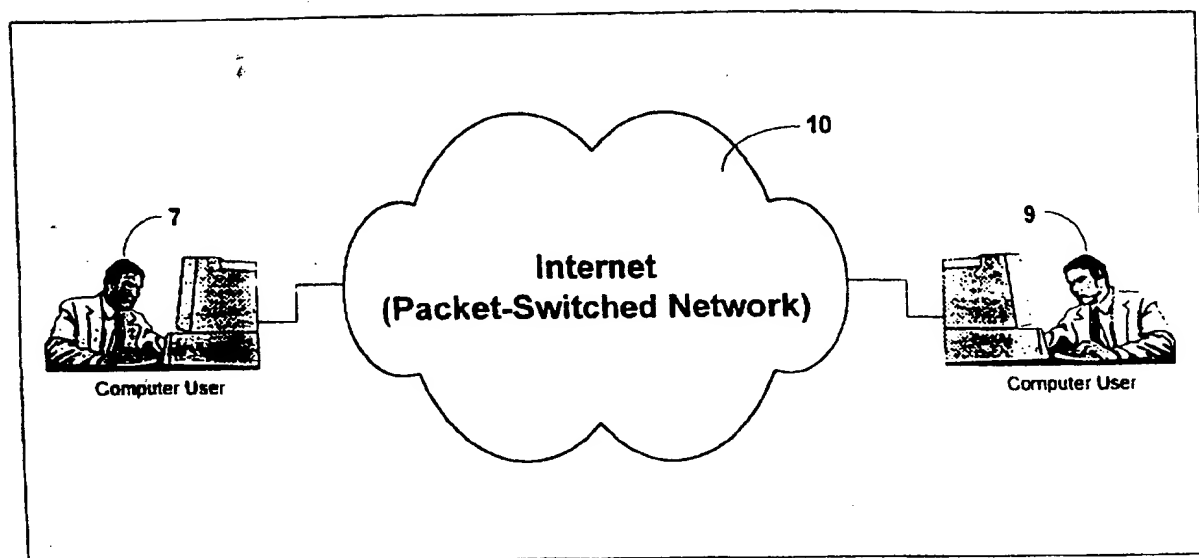 10
7
9
Internet
(Packet-Switched Network)
Computer User
Computer User